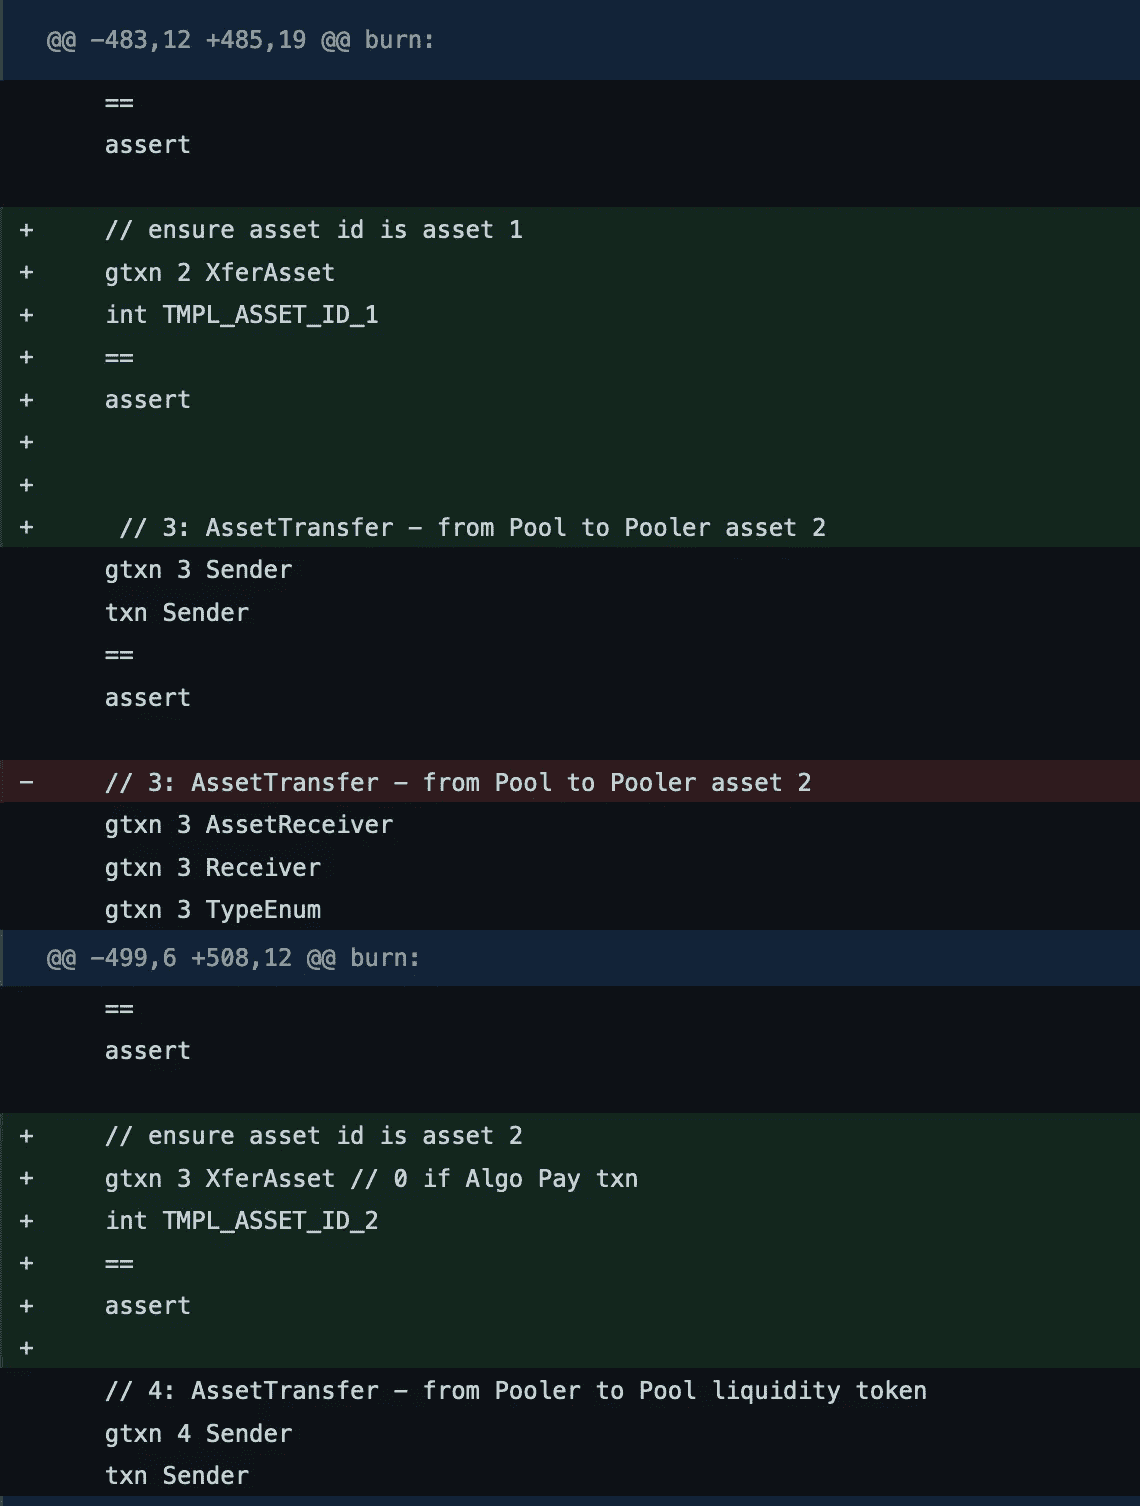 @@ -483,12 +485,19 @@ burn:
==
assert
+ // ensure asset id is asset 1
+ gtxn 2 XferAsset
+ int TMPL_ASSET_ID_1
+ ==
+ assert
+
+
+ // 3: AssetTransfer - from Pool to Pooler asset 2
gtxn 3 Sender
txn Sender
==
assert
- // 3: AssetTransfer - from Pool to Pooler asset 2
gtxn 3 AssetReceiver
gtxn 3 Receiver
gtxn 3 TypeEnum
@@ -499,6 +508,12 @@ burn:
==
assert
+ // ensure asset id is asset 2
+ gtxn 3 XferAsset // 0 if Algo Pay txn
+ int TMPL_ASSET_ID_2
+ ==
+ assert
+
// 4: AssetTransfer - from Pooler to Pool liquidity token
gtxn 4 Sender
txn Sender